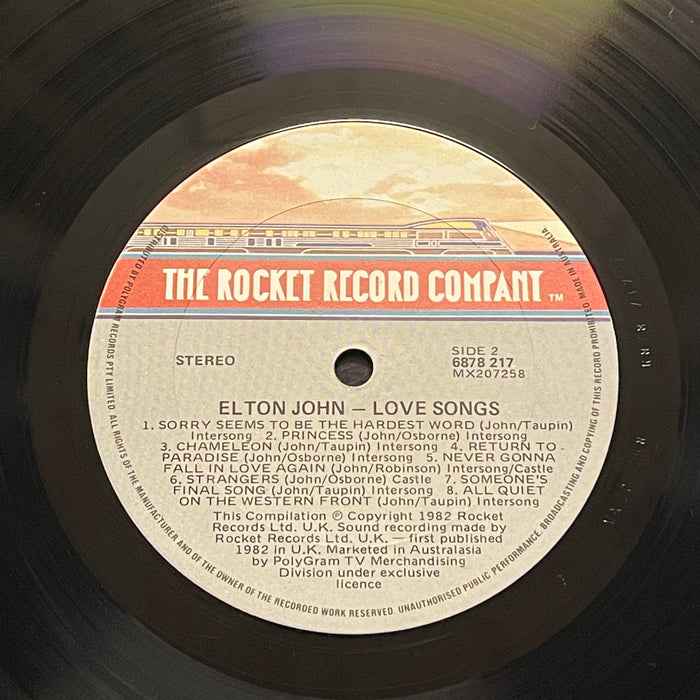 THE ROCKET RECORD COMPANY TM
STEREO
SIDE 2
6878 217
MX207258
ELTON JOHN – LOVE SONGS
1. SORRY SEEMS TO BE THE HARDEST WORD (John/Taupin)
Intersong 2. PRINCESS (John/Osborne) Intersong
3. CHAMELEON (John/Taupin) Intersong 4. RETURN TO -
PARADISE (John/Osborne) Intersong 5. NEVER GONNA
FALL IN LOVE AGAIN (John/Robinson) Intersong/Castle
6. STRANGERS (John/Osborne) Castle 7. SOMEONE'S
FINAL SONG (John/Taupin) Intersong 8. ALL QUIET
ON THE WESTERN FRONT (John/Taupin) Intersong
This Compilation ℗ Copyright 1982 Rocket
Records Ltd. U.K. Sound recording made by
Rocket Records Ltd. U.K. – first published
1982 in U.K. Marketed in Australasia
by PolyGram TV Merchandising
Division under exclusive
licence
DISTRIBUTED BY POLYGRAM RECORDS PTY LIMITED. ALL RIGHTS OF THE MANUFACTURER AND OF THE OWNER OF THE RECORDED WORK RESERVED. UNAUTHORISED PUBLIC PERFORMANCE, BROADCASTING AND COPYING OF THIS RECORD PROHIBITED. MADE IN AUSTRALIA